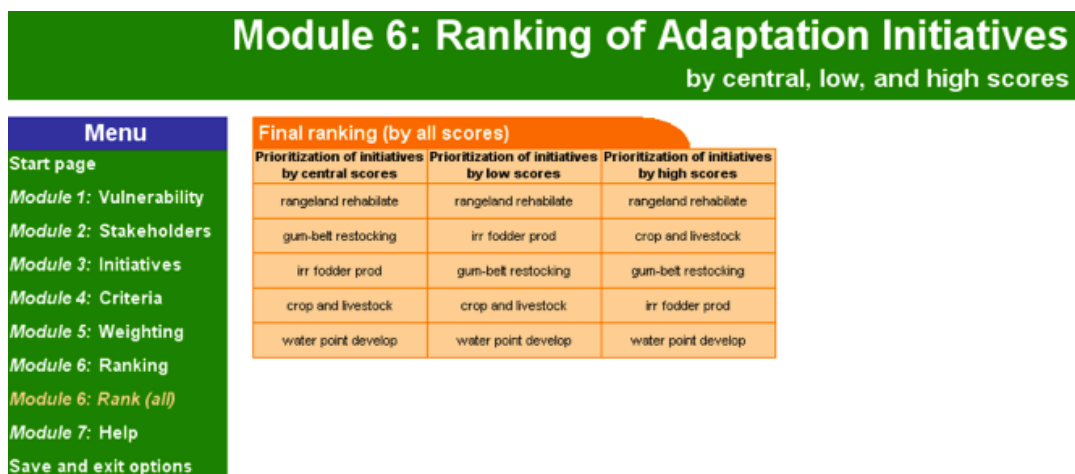 Module 6: Ranking of Adaptation Initiatives
by central, low, and high scores
Menu
Start page
Module 1: Vulnerability
Module 2: Stakeholders
Module 3: Initiatives
Module 4: Criteria
Module 5: Weighting
Module 6: Ranking
Module 6: Rank (all)
Module 7: Help
Save and exit options
Final ranking (by all scores)
Prioritization of initiatives Prioritization of initiatives Prioritization of initiatives
by central scores by low scores by high scores
rangeland rehabilate rangeland rehabilate rangeland rehabilate
gum-belt restocking irr fodder prod crop and livestock
irr fodder prod gum-belt restocking gum-belt restocking
crop and livestock crop and livestock irr fodder prod
water point develop water point develop water point develop